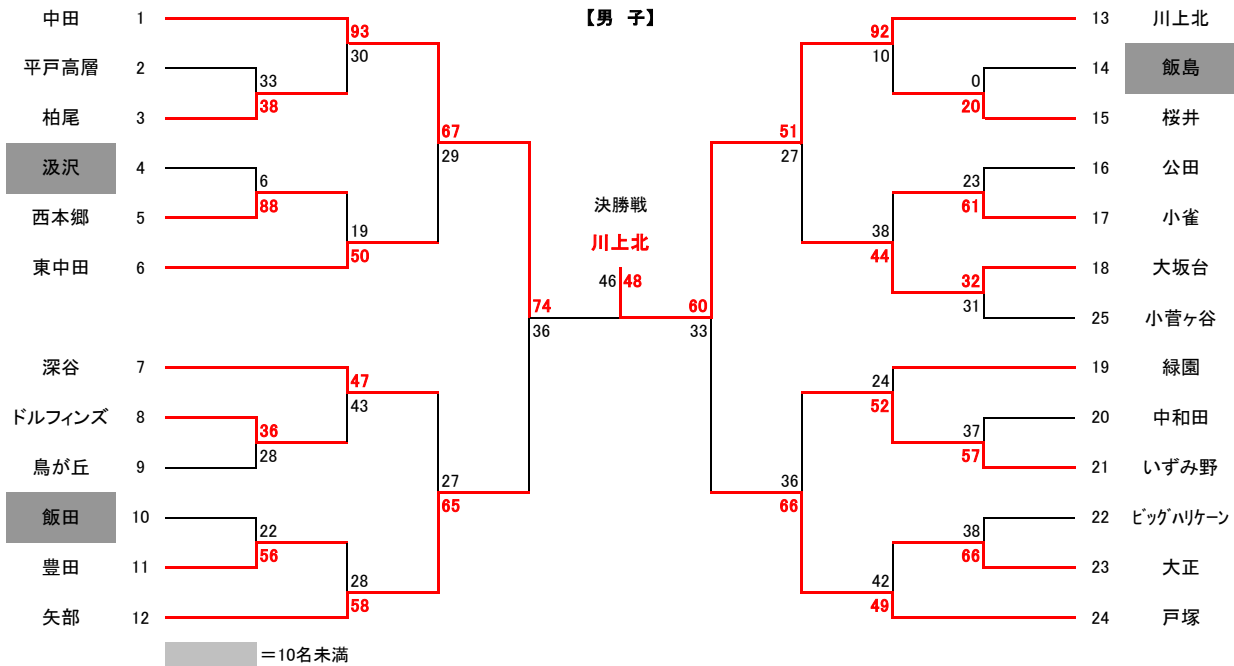 【男 子】
中田 1
平戸高層 2
柏尾 3
汲沢 4
西本郷 5
東中田 6
深谷 7
ドルフィンズ 8
鳥が丘 9
飯田 10
豊田 11
矢部 12
93
30
33
38
67
29
6
88
19
50
74
36
47
43
36
28
27
65
22
56
28
58
決勝戦
川上北
46 48
13 川上北
14 飯島
15 桜井
16 公田
17 小雀
18 大坂台
25 小菅ヶ谷
19 緑園
20 中和田
21 いずみ野
22 ビッグハリケーン
23 大正
24 戸塚
92
10
0
20
51
27
23
61
38
44
32
31
60
33
24
52
37
57
36
66
38
66
42
49
=10名未満